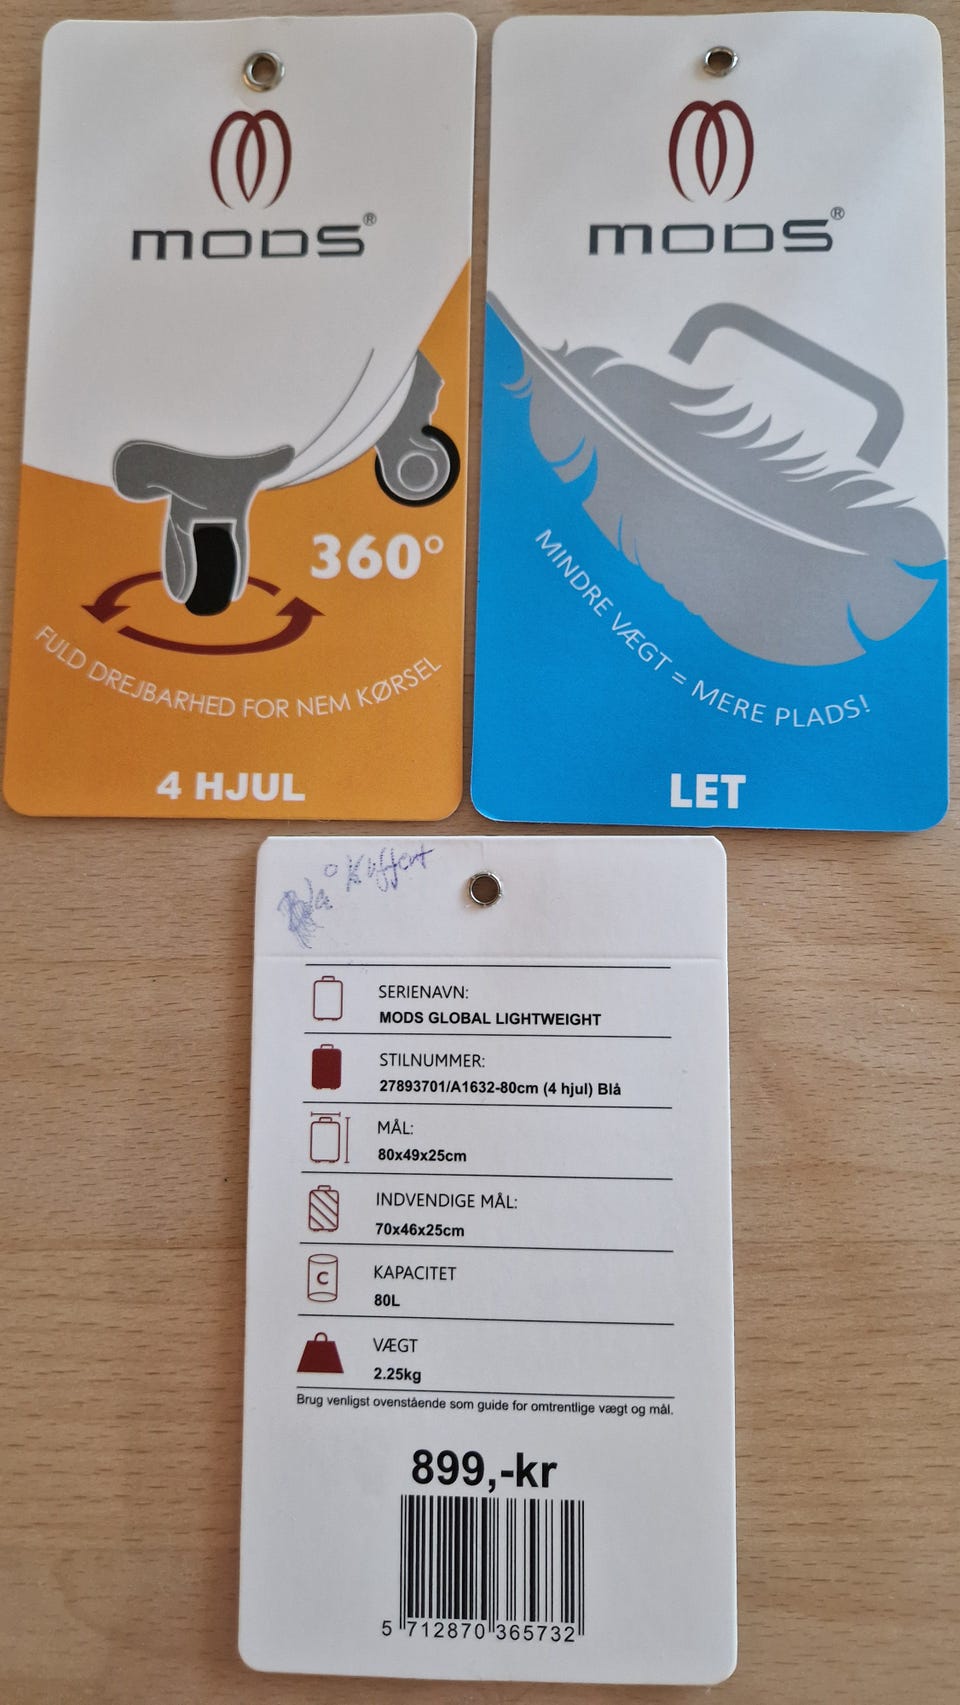 MODS®
360°
FULD DREJBARHED FOR NEM KØRSEL
4 HJUL
MODS®
MINDRE VÆGT = MERE PLADS!
LET
Blå Kuffert
SERIENAVN:
MODS GLOBAL LIGHTWEIGHT
STILNUMMER:
27893701/A1632-80cm (4 hjul) Blå
MÅL:
80x49x25cm
INDVENDIGE MÅL:
70x46x25cm
C
KAPACITET
80L
VÆGT
2.25kg
Brug venligst ovenstående som guide for omtrentlige vægt og mål.
899,-kr
5 712870 365732